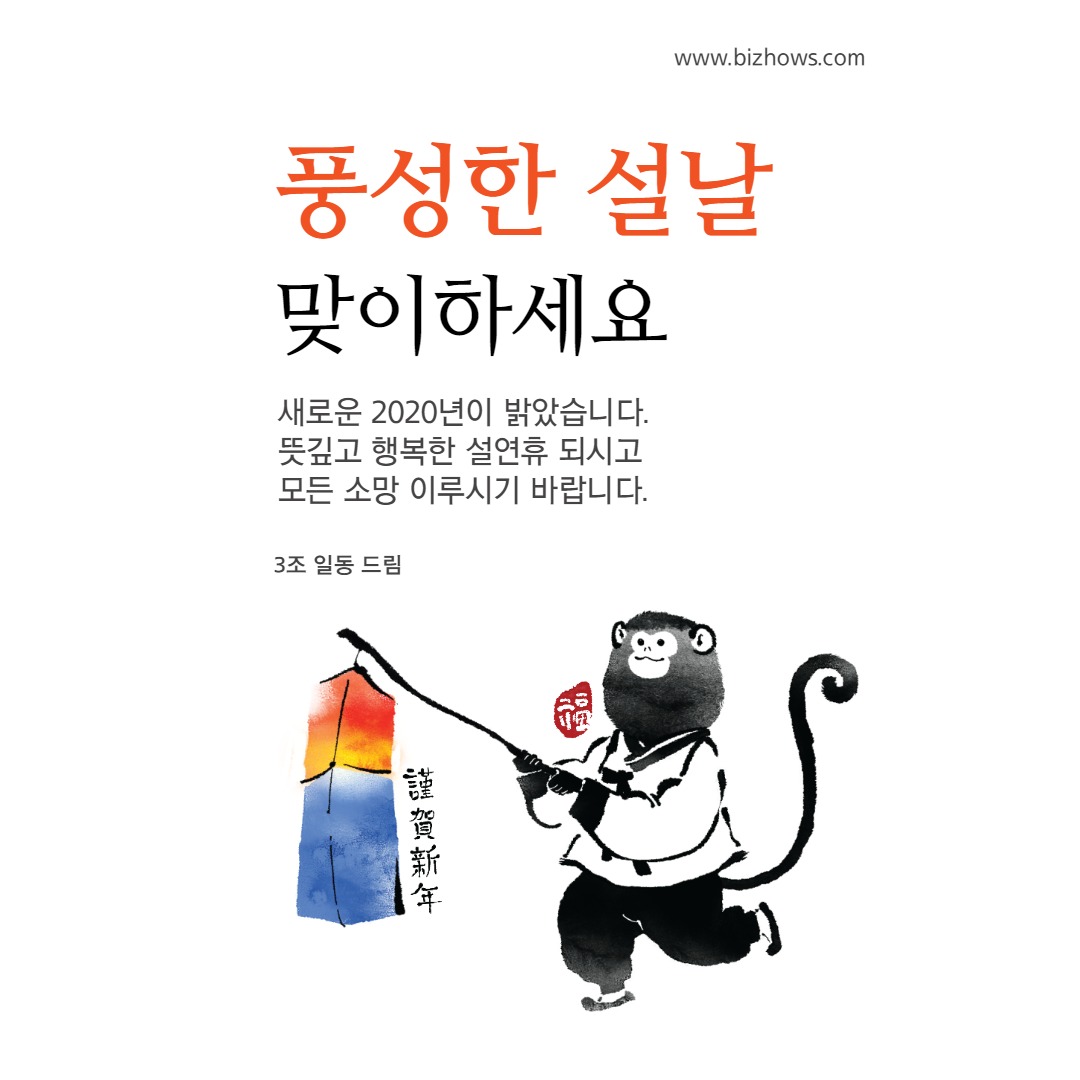 www.bizhows.com
풍성한 설날
맞이하세요
새로운 2020년이 밝았습니다.
뜻깊고 행복한 설연휴 되시고
모든 소망 이루시기 바랍니다.
3조 일동 드림
福
謹賀新年